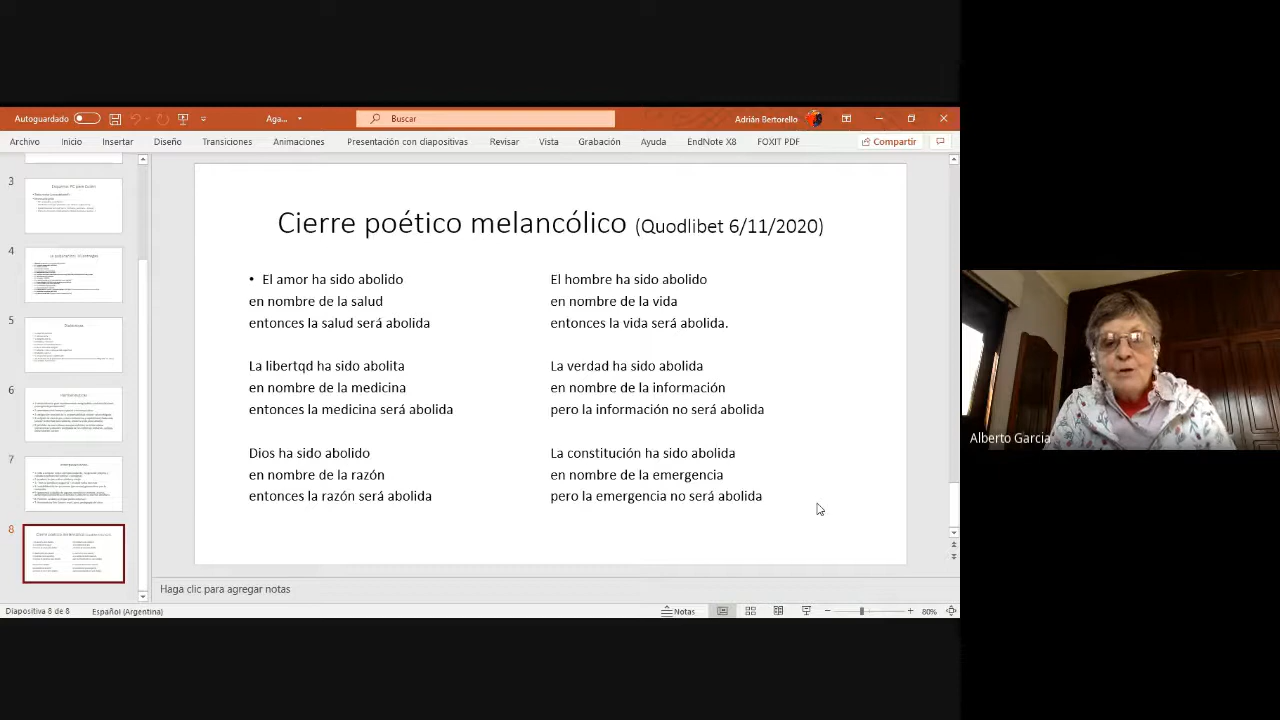 Autoguardado
Aga...
Buscar
Adrián Bertorello
Archivo
Inicio
Insertar
Diseño
Transiciones
Animaciones
Presentación con diapositivas
Revisar
Vista
Grabación
Ayuda
EndNote X8
FOXIT PDF
Compartir
3
4
5
6
7
8
Cierre poético melancólico (Quodlibet 6/11/2020)
• El amor ha sido abolido
en nombre de la salud
entonces la salud será abolida
La libertqd ha sido abolita
en nombre de la medicina
entonces la medicina será abolida
Dios ha sido abolido
en nombre de la razón
entonces la razón será abolida
El hombre ha sido abolido
en nombre de la vida
entonces la vida será abolida.
La verdad ha sido abolida
en nombre de la información
pero la información no será abolida
La constitución ha sido abolida
en nombre de la emergencia
pero la emergencia no será abolida
Haga clic para agregar notas
Diapositiva 8 de 8
Español (Argentina)
Notas
80%
Alberto Garcia